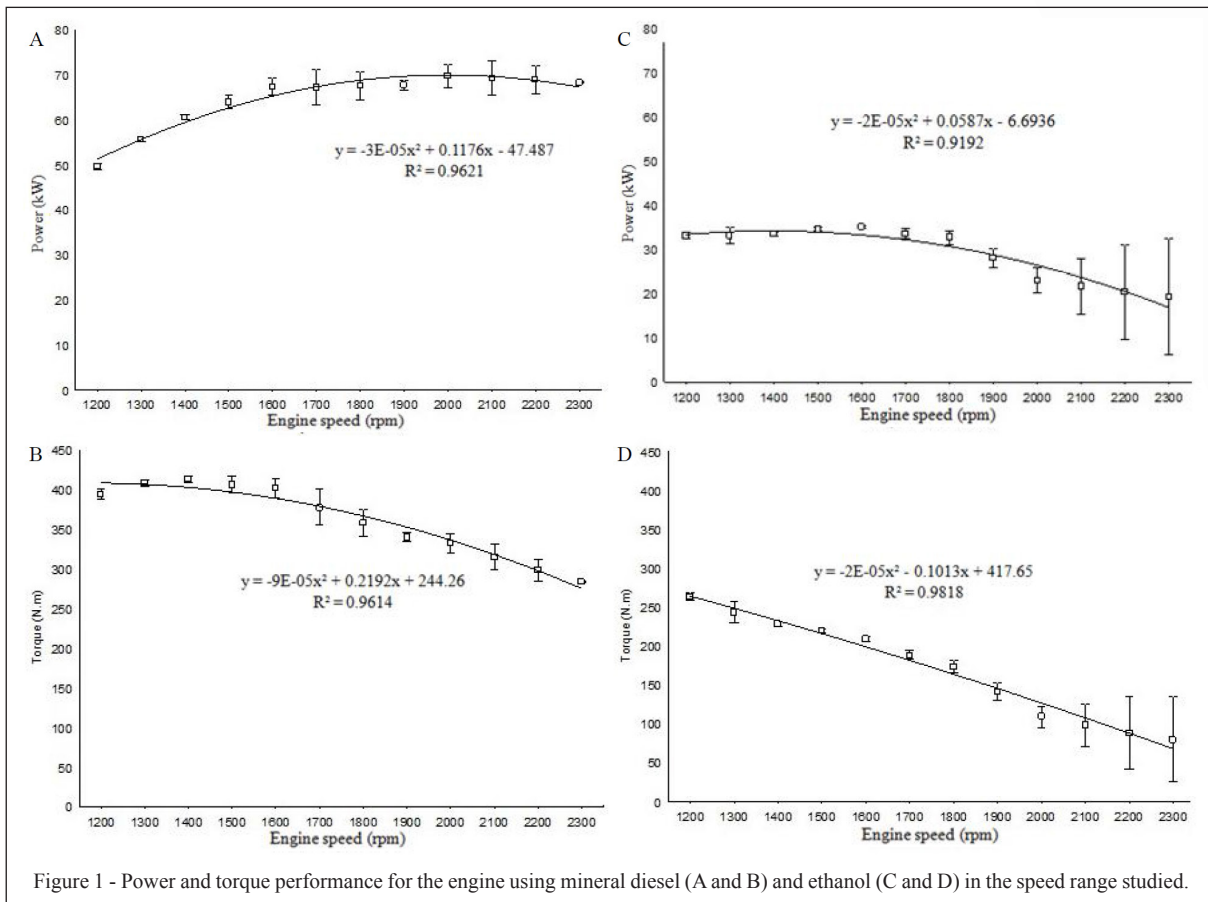 A
80
70
60
50
40
30
20
10
0
Power (kW)
y = -3E-05x² + 0.1176x - 47.487
R² = 0.9621
1200 1300 1400 1500 1600 1700 1800 1900 2000 2100 2200 2300
Engine speed (rpm)
B
450
400
350
300
250
200
150
100
50
0
Torque (N.m)
y = -9E-05x² + 0.2192x + 244.26
R² = 0.9614
1200 1300 1400 1500 1600 1700 1800 1900 2000 2100 2200 2300
Engine speed (rpm)
C
80
70
60
50
40
30
20
10
0
Power (kW)
y = -2E-05x² + 0.0587x - 6.6936
R² = 0.9192
1200 1300 1400 1500 1600 1700 1800 1900 2000 2100 2200 2300
Engine speed (rpm)
D
450
400
350
300
250
200
150
100
50
0
Torque (N.m)
y = -2E-05x² - 0.1013x + 417.65
R² = 0.9818
1200 1300 1400 1500 1600 1700 1800 1900 2000 2100 2200 2300
Engine speed (rpm)
Figure 1 - Power and torque performance for the engine using mineral diesel (A and B) and ethanol (C and D) in the speed range studied.